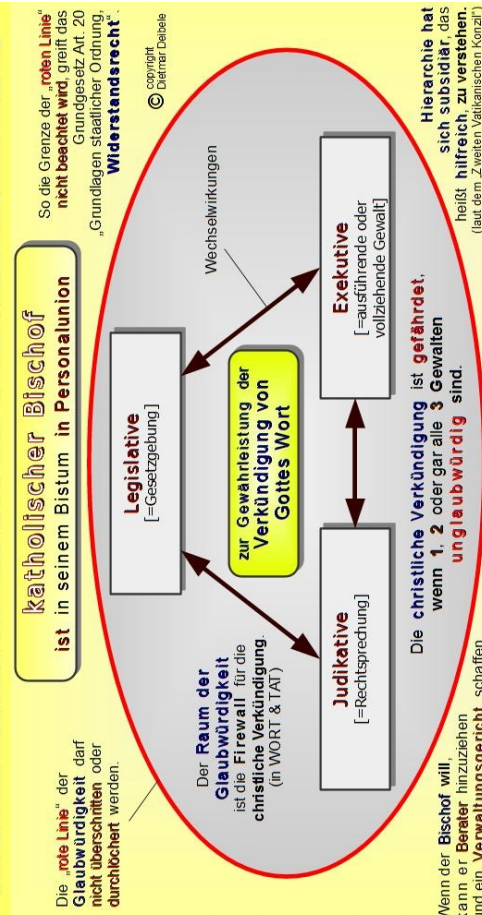 katholischer Bischof
ist in seinem Bistum in Personalunion
Die „rote Linie" der
Glaubwürdigkeit darf
nicht überschritten oder
durchlöchert werden.
So die Grenze der „roten Linie"
nicht beachtet wird, greift das
Grundgesetz Art. 20
„Grundlagen staatlicher Ordnung,
Widerstandsrecht".
© copyright
Dietmar Deibele
Legislative
[=Gesetzgebung]
Wechselwirkungen
Der Raum der
Glaubwürdigkeit
ist die Firewall für die
christliche Verkündigung.
(in WORT & TAT)
zur Gewährleistung der
Verkündigung von
Gottes Wort
Judikative
[=Rechtsprechung]
Exekutive
[=ausführende oder
vollziehende Gewalt]
Die christliche Verkündigung ist gefährdet,
wenn 1, 2 oder gar alle 3 Gewalten
unglaubwürdig sind.
Wenn der Bischof will,
kann er Berater hinzuziehen
und ein Verwaltungsgericht schaffen
Hierarchie hat
sich subsidiär, das
heißt hilfreich, zu verstehen.
(laut dem „Zweiten Vatikanischen Konzil")